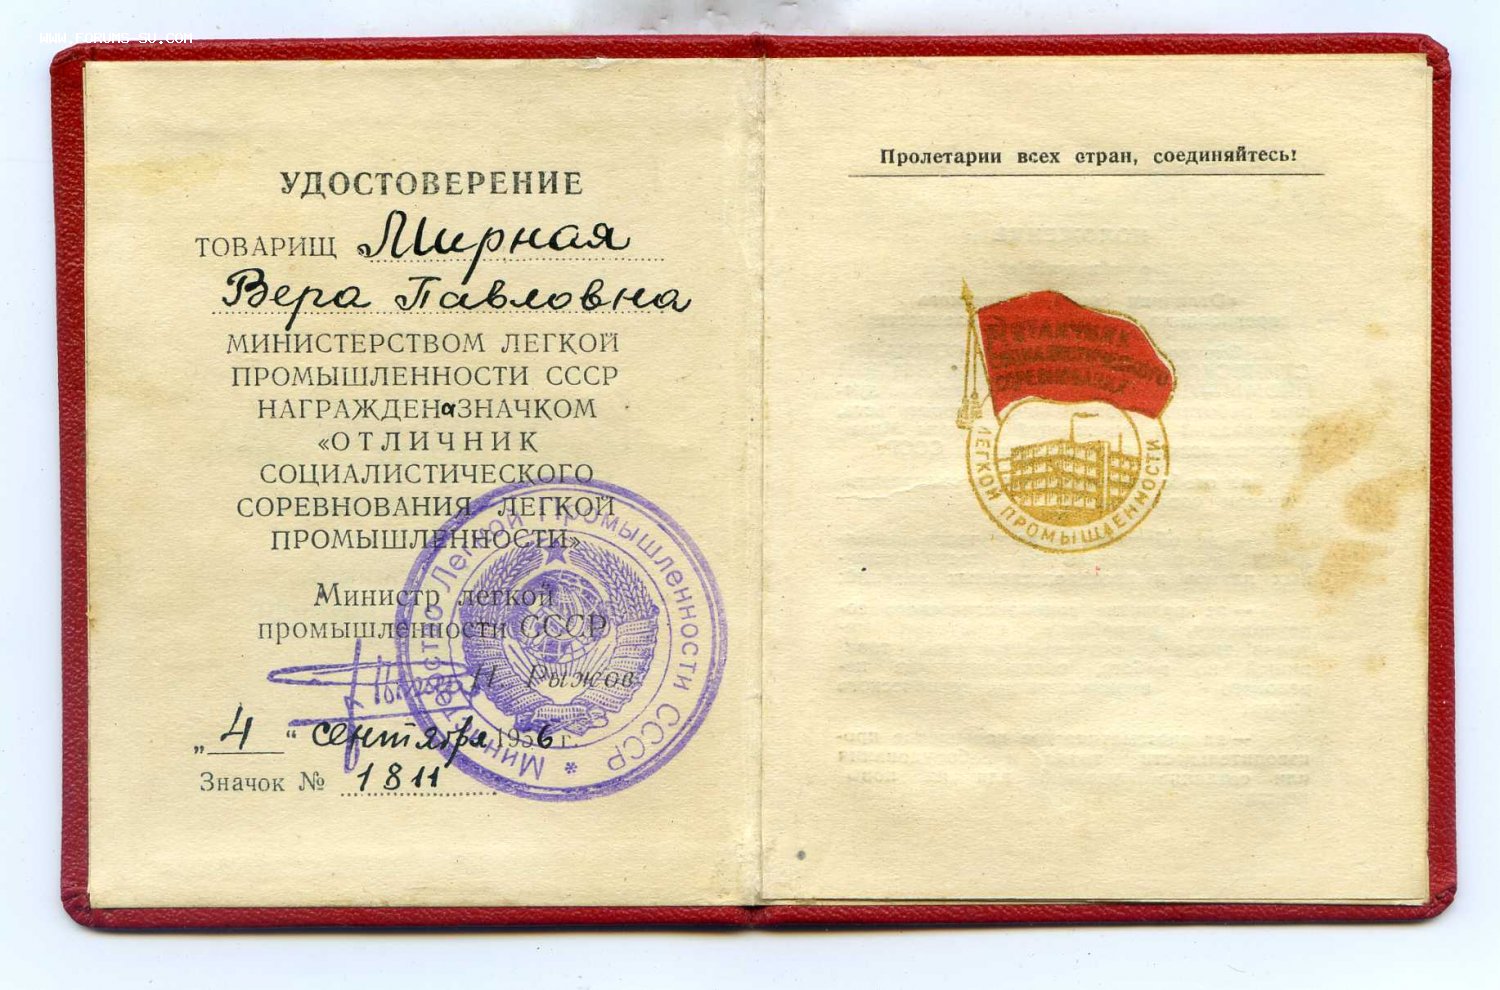 WWW.FORUMS-SU.COM
УДОСТОВЕРЕНИЕ
ТОВАРИЩ Мирная
Вера Павловна
МИНИСТЕРСТВОМ ЛЕГКОЙ
ПРОМЫШЛЕННОСТИ СССР
НАГРАЖДЕНа ЗНАЧКОМ
«ОТЛИЧНИК
СОЦИАЛИСТИЧЕСКОГО
СОРЕВНОВАНИЯ ЛЕГКОЙ
ПРОМЫШЛЕННОСТИ»
Министр легкой
промышленности СССР
Н Рыжов
„4“ сентября 1956 г.
Значок № 1811
Министерство Легкой Промышленности СССР *
Пролетарии всех стран, соединяйтесь!
СОЦИАЛИСТИЧЕСКОГО
СОРЕВНОВАНИЯ
ЛЕГКОЙ ПРОМЫШЛЕННОСТИ